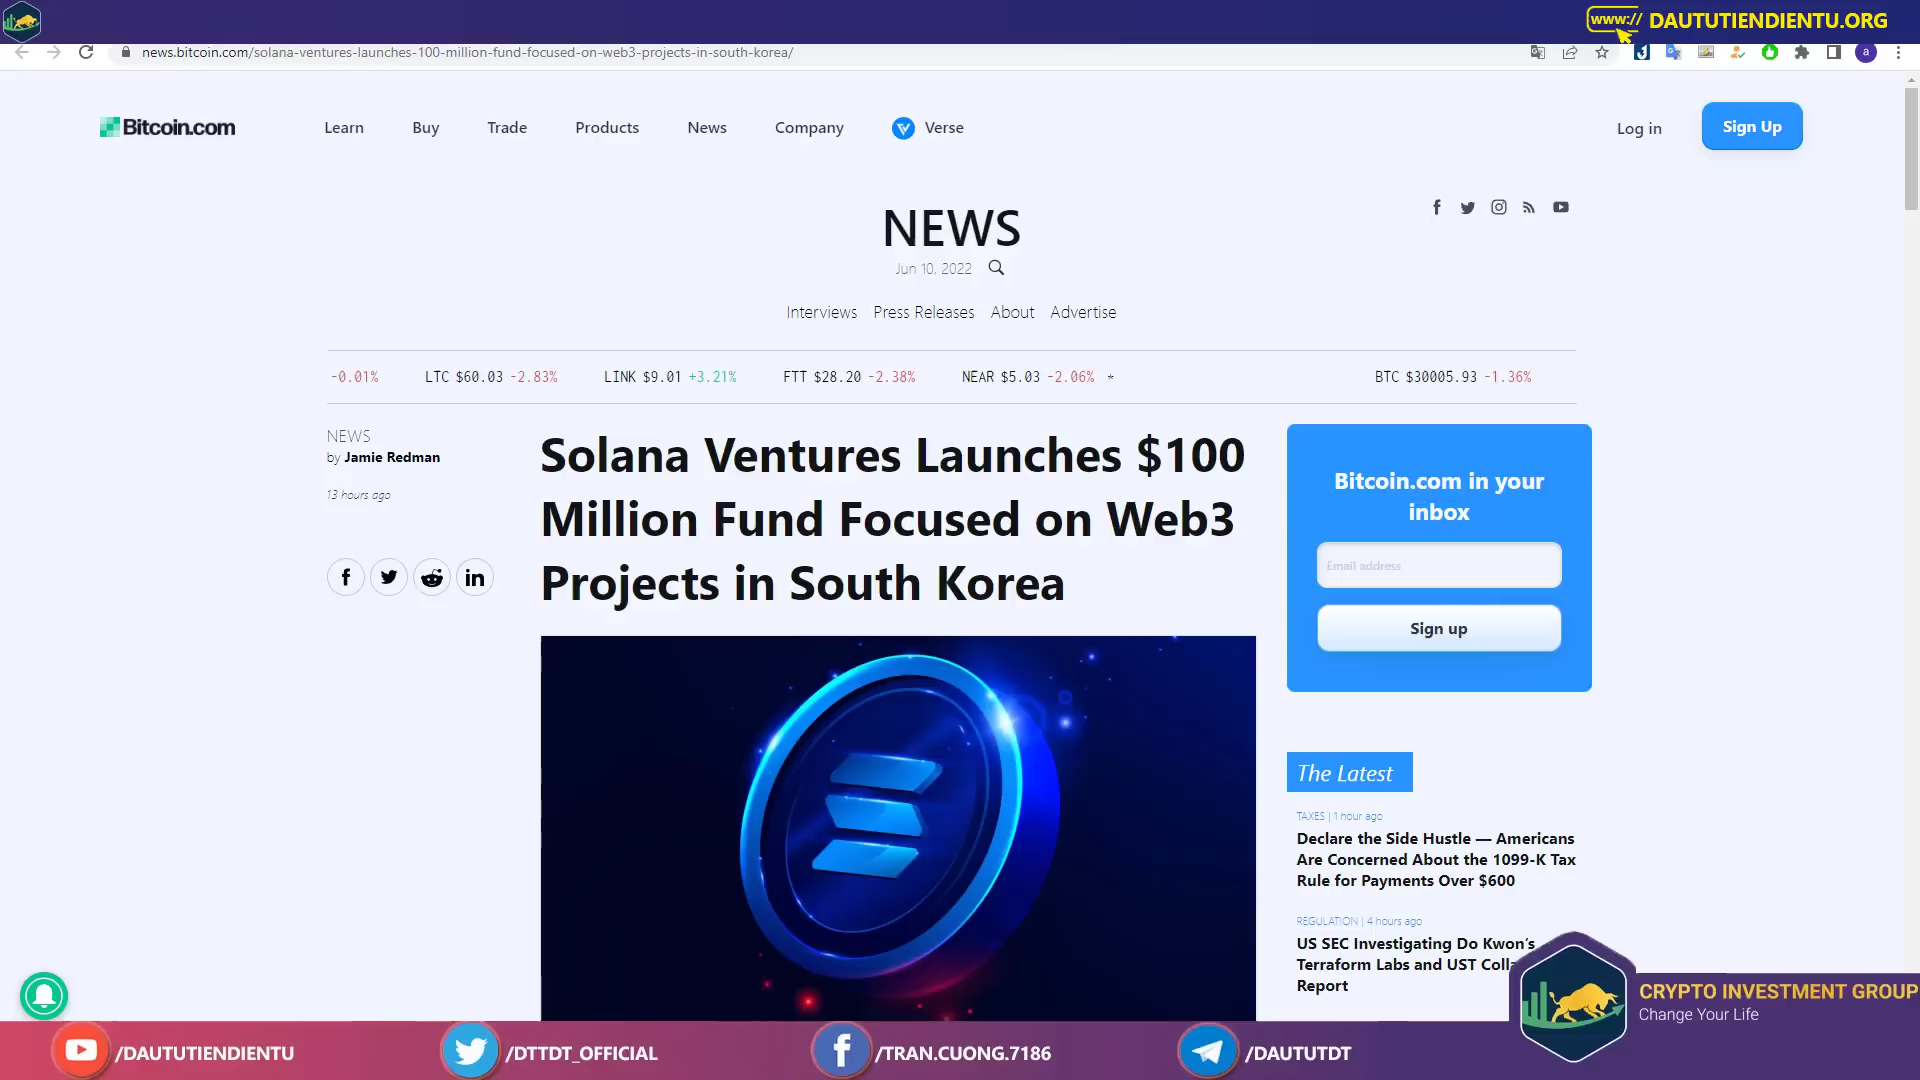 www:// DAUTUTIENDIENTU.ORG
news.bitcoin.com/solana-ventures-launches-100-million-fund-focused-on-web3-projects-in-south-korea/
a
Bitcoin.com
Learn
Buy
Trade
Products
News
Company
Verse
Log in
Sign Up
NEWS
Jun 10, 2022
Interviews Press Releases About Advertise
-0.01% LTC $60.03 -2.83% LINK $9.01 +3.21% FTT $28.20 -2.38% NEAR $5.03 -2.06% * BTC $30005.93 -1.36%
NEWS
by Jamie Redman
13 hours ago
Solana Ventures Launches $100
Million Fund Focused on Web3
Projects in South Korea
Bitcoin.com in your
inbox
Email address
Sign up
The Latest
TAXES | 1 hour ago
Declare the Side Hustle — Americans
Are Concerned About the 1099-K Tax
Rule for Payments Over $600
REGULATION | 4 hours ago
US SEC Investigating Do Kwon's
Terraform Labs and UST Colla
Report
CRYPTO INVESTMENT GROUP
Change Your Life
/DAUTUTIENDIENTU
/DTTDT_OFFICIAL
/TRAN.CUONG.7186
/DAUTUTDT